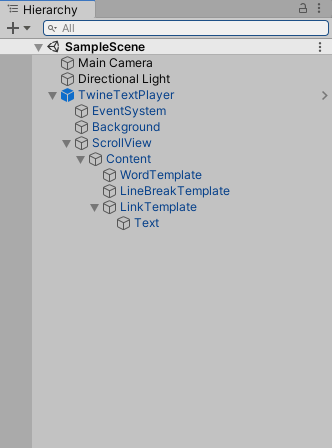 Hierarchy
All
SampleScene
Main Camera
Directional Light
TwineTextPlayer
EventSystem
Background
ScrollView
Content
WordTemplate
LineBreakTemplate
LinkTemplate
Text